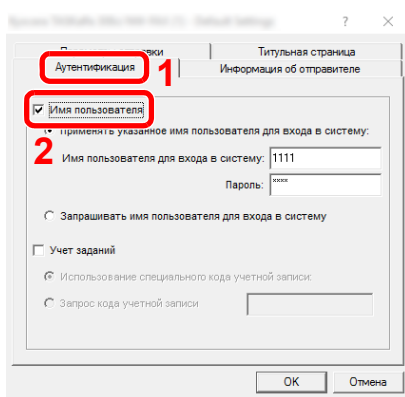 ? ×
Титульная страница
Аутентификация
Информация об отправителе
1
Имя пользователя
2
Применять указанное имя пользователя для входа в систему:
Имя пользователя для входа в систему: 1111
Пароль: ****
Запрашивать имя пользователя для входа в систему
Учет заданий
Использование специального кода учетной записи:
Запрос кода учетной записи
OK Отмена